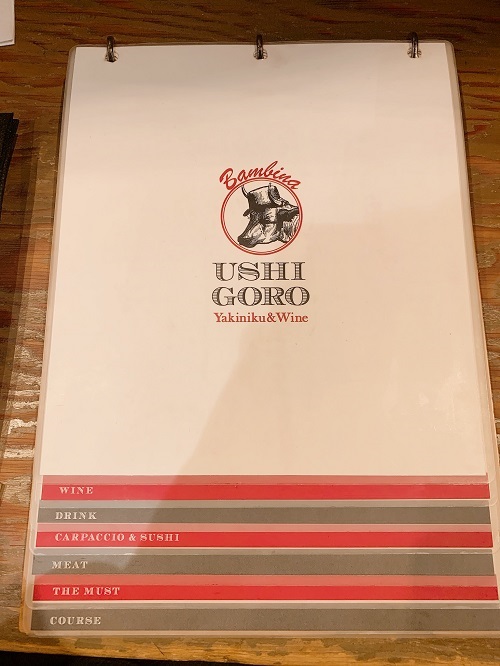 Bambina
USHI
GORO
Yakiniku&Wine
WINE
DRINK
CARPACCIO & SUSHI
MEAT
THE MUST
COURSE